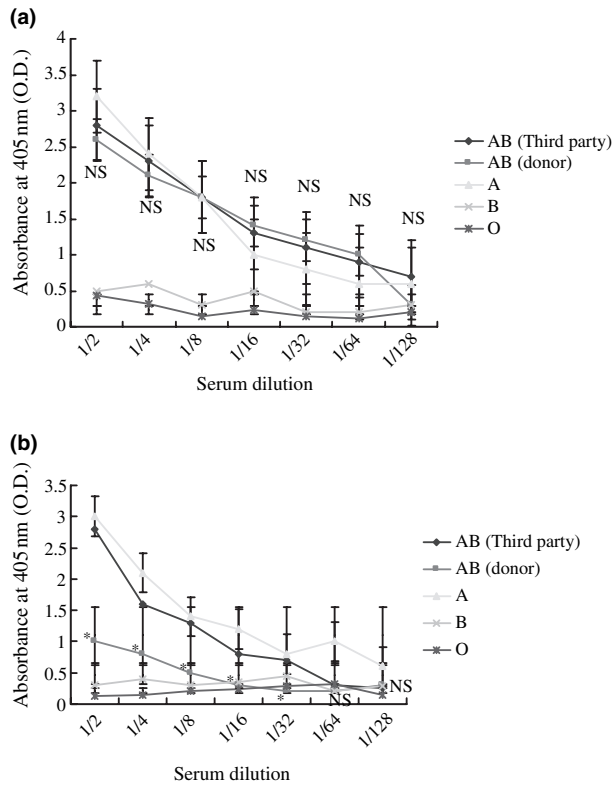 (a)
Absorbance at 405 nm (O.D.)
4
3.5
3
2.5
2
1.5
1
0.5
0
NS
NS
NS
NS
NS
NS
NS
1/2
1/4
1/8
1/16
1/32
1/64
1/128
Serum dilution
AB (Third party)
AB (donor)
A
B
O
(b)
Absorbance at 405 nm (O.D.)
3.5
3
2.5
2
1.5
1
0.5
0
*
*
*
*
*
NS
NS
1/2
1/4
1/8
1/16
1/32
1/64
1/128
Serum dilution
AB (Third party)
AB (donor)
A
B
O